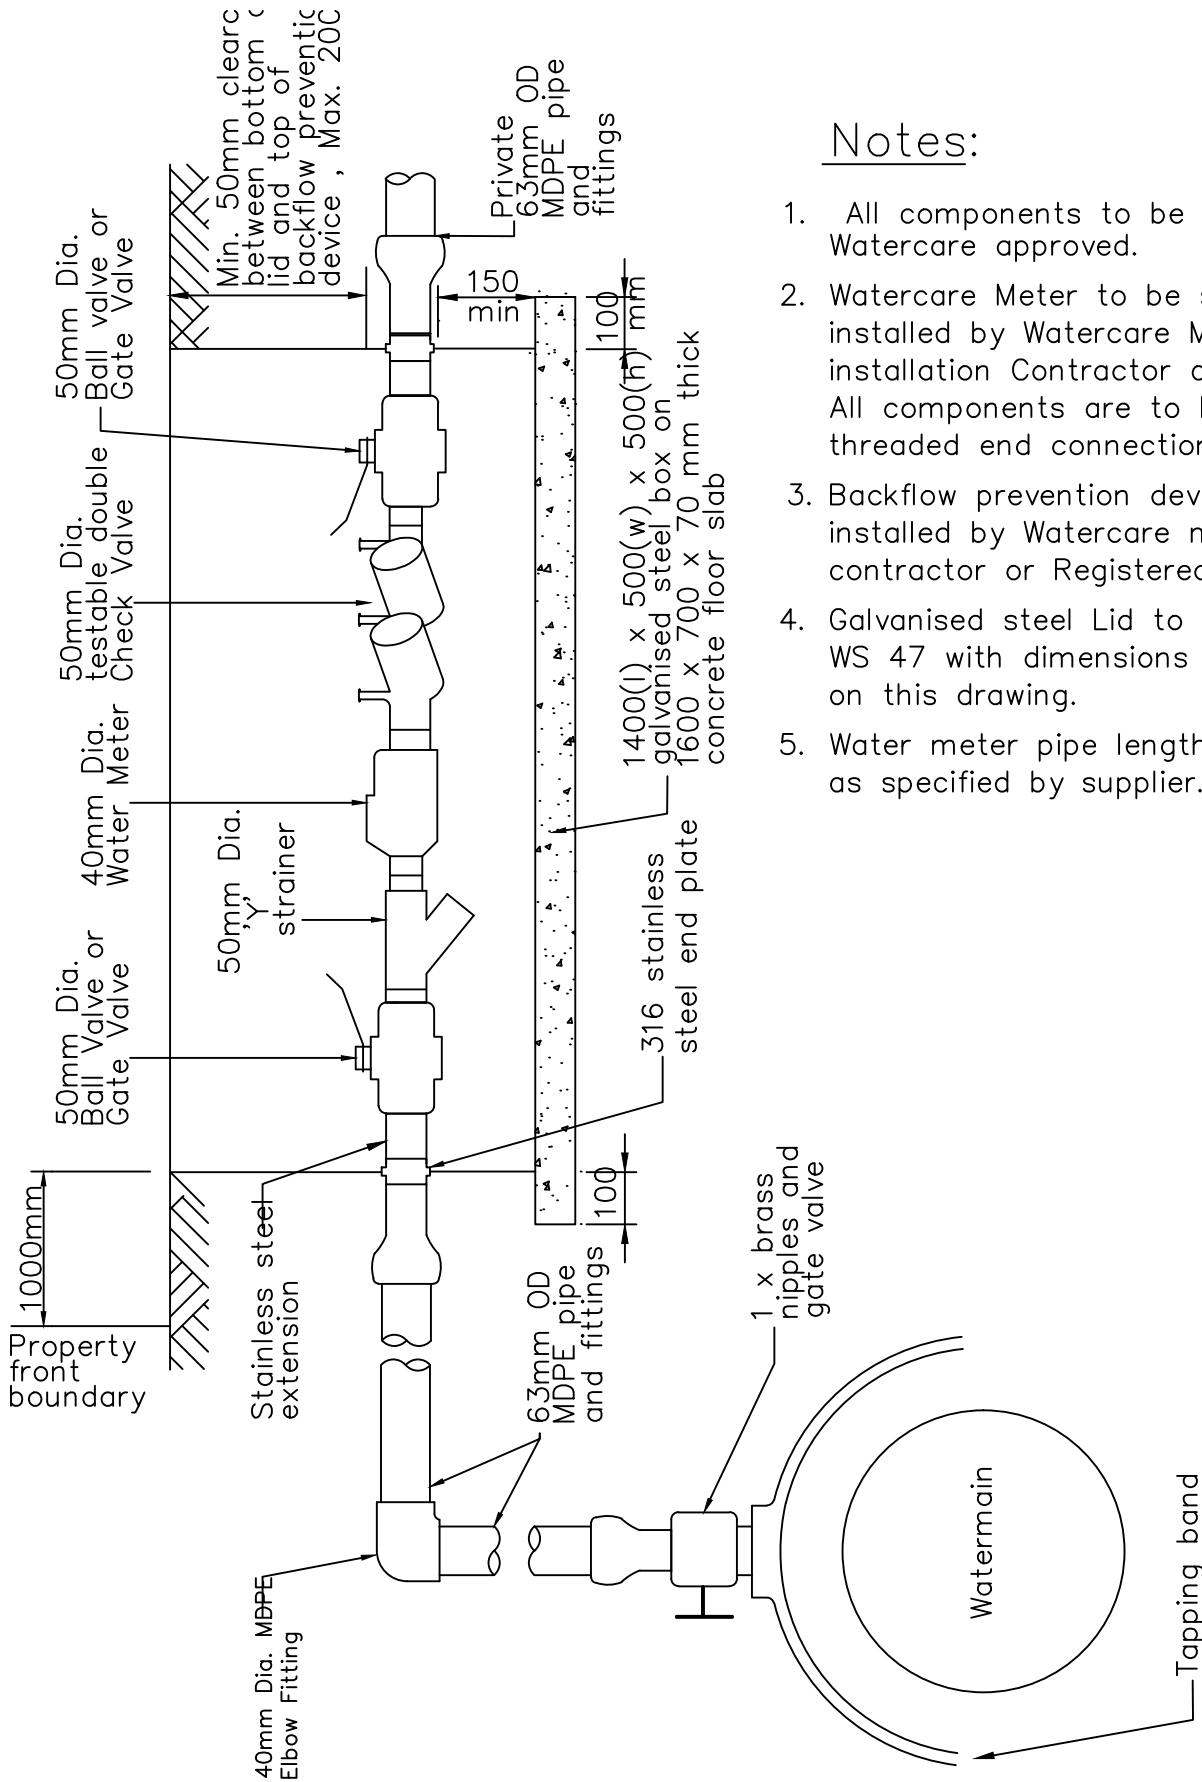 Min. 50mm
between bottom
lid and top of
backflow
device , Max.
50mm Dia.
Ball valve or
Gate Valve
50mm Dia.
testable double
Check Valve
40mm Dia.
Water Meter
50mm Dia.
'Y'
strainer
50mm Dia.
Ball Valve or
Gate Valve
1000mm
Property
front
boundary
Stainless steel
extension
Private
63mm OD
MDPE pipe
and
fittings
150
min
100
mm
1400(l) x 500(w) x 500(h)
galvanised steel box on
1600 x 700 x 70 mm thick
concrete floor slab
316 stainless
steel end plate
100
63mm OD
MDPE pipe
and fittings
1 x brass
nipples and
gate valve
40mm Dia. MDPE
Elbow Fitting
Watermain
Tapping band
Notes:
1. All components to be
Watercare approved.
2. Watercare Meter to be
installed by Watercare
installation Contractor
All components are to
threaded end
3. Backflow prevention
installed by Watercare
contractor or Registered
4. Galvanised steel Lid to
WS 47 with dimensions
on this drawing.
5. Water meter pipe length
as specified by supplier.